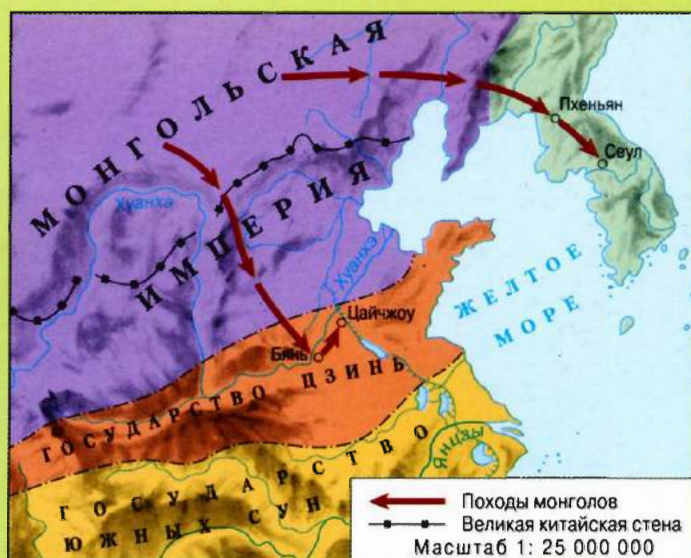 МОНГОЛЬСКАЯ
ИМПЕРИЯ
Хуанхэ
Хуанхэ
Пхеньян
Сеул
ЖЕЛТОЕ
МОРЕ
Цайчжоу
Бянь
ГОСУДАРСТВО ЦЗИНЬ
ГОСУДАРСТВО
ЮЖНЫХ СУН
Янцзы
Походы монголов
Великая китайская стена
Масштаб 1: 25 000 000